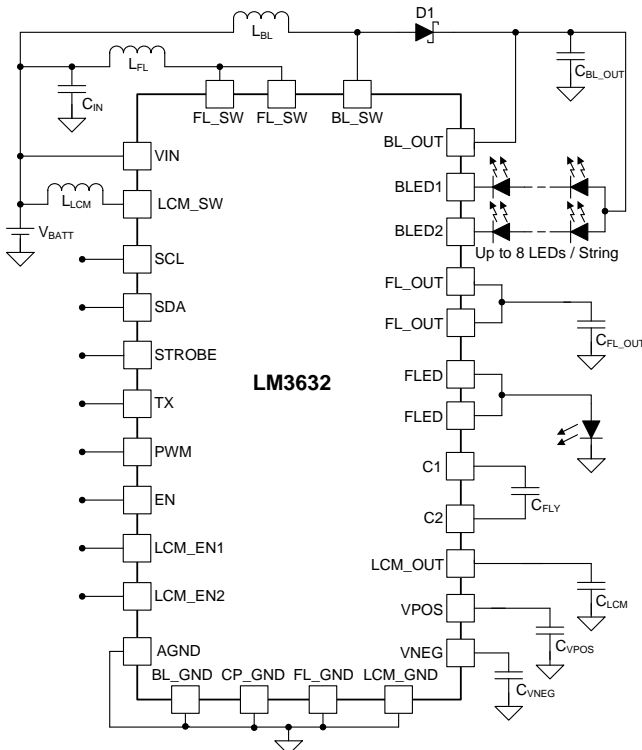 D1
LBL
LFL
CBL_OUT
CIN
FL_SW
FL_SW
BL_SW
BL_OUT
VIN
BLED1
LLCM
LCM_SW
BLED2
VBATT
Up to 8 LEDs / String
SCL
FL_OUT
SDA
FL_OUT
CFL_OUT
STROBE
LM3632
FLED
TX
FLED
PWM
C1
EN
CFLY
C2
LCM_EN1
LCM_OUT
LCM_EN2
CLCM
VPOS
CVPOS
AGND
VNEG
BL_GND
CP_GND
FL_GND
LCM_GND
CVNEG